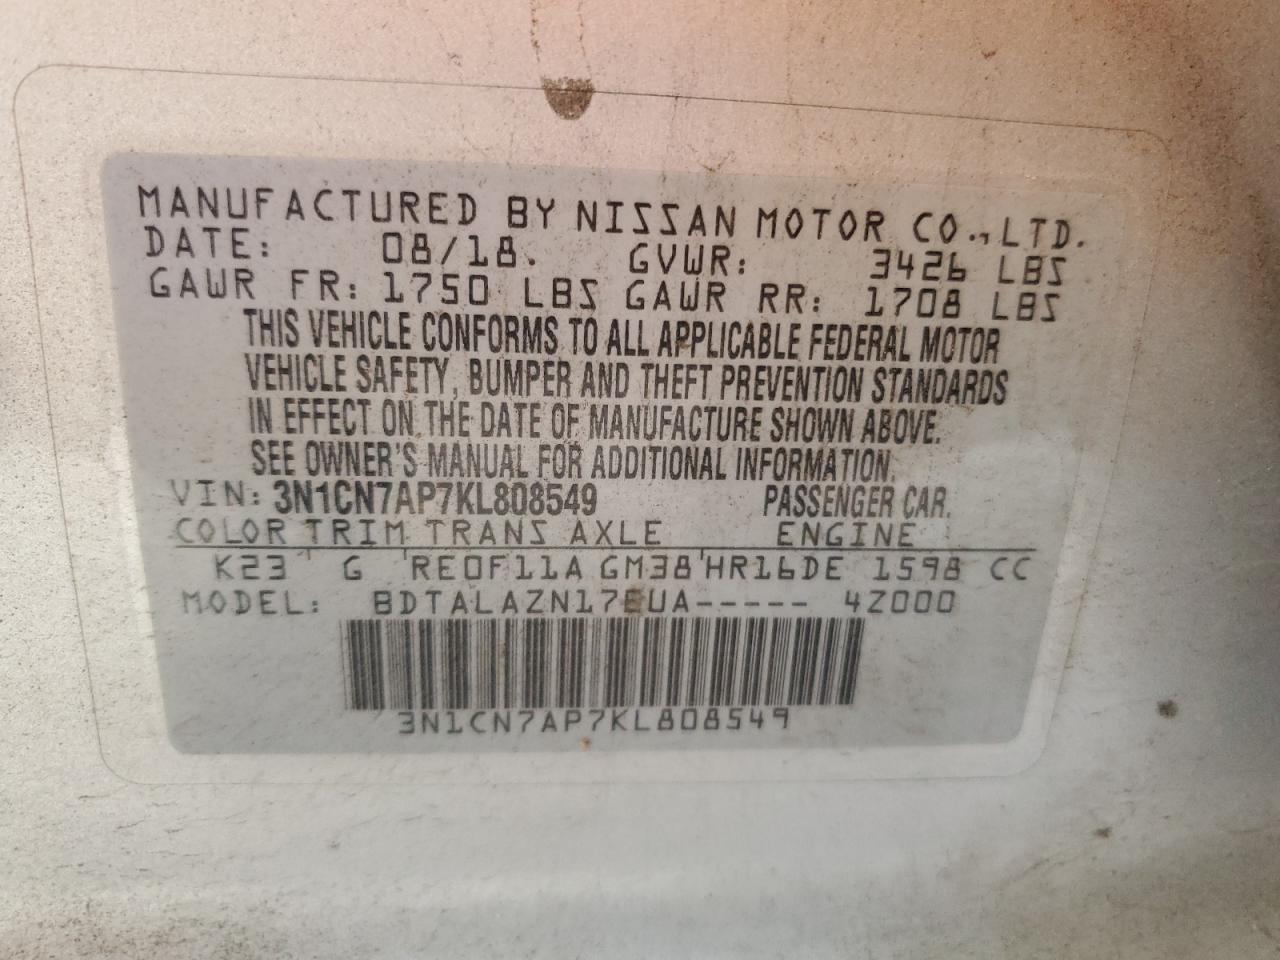 MANUFACTURED BY NISSAN MOTOR CO.,LTD.
DATE: 08/18. GVWR: 3426 LBS
GAWR FR: 1750 LBS GAWR RR: 1708 LBS
THIS VEHICLE CONFORMS TO ALL APPLICABLE FEDERAL MOTOR
VEHICLE SAFETY, BUMPER AND THEFT PREVENTION STANDARDS
IN EFFECT ON THE DATE OF MANUFACTURE SHOWN ABOVE.
SEE OWNER'S MANUAL FOR ADDITIONAL INFORMATION.
VIN: 3N1CN7AP7KL808549 PASSENGER CAR.
COLOR TRIM TRANS AXLE ENGINE
K23 G RE0F11A GM38 HR16DE 1598 CC
MODEL: BDTALAZN17EUA----- 4Z000
3N1CN7AP7KL808549